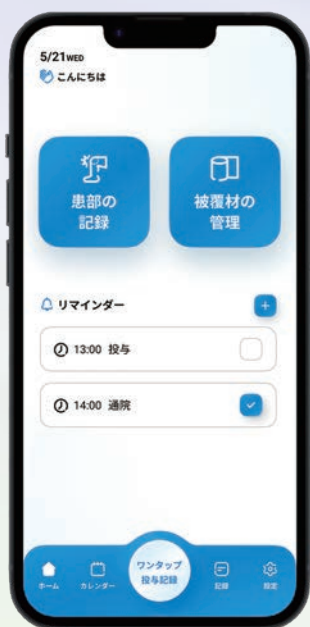 5/21WED
こんにちは
患部の
記録
被覆材の
管理
リマインダー
13:00 投与
14:00 通院
ワンタップ
投与記録
ホーム
カレンダー
記録
設定